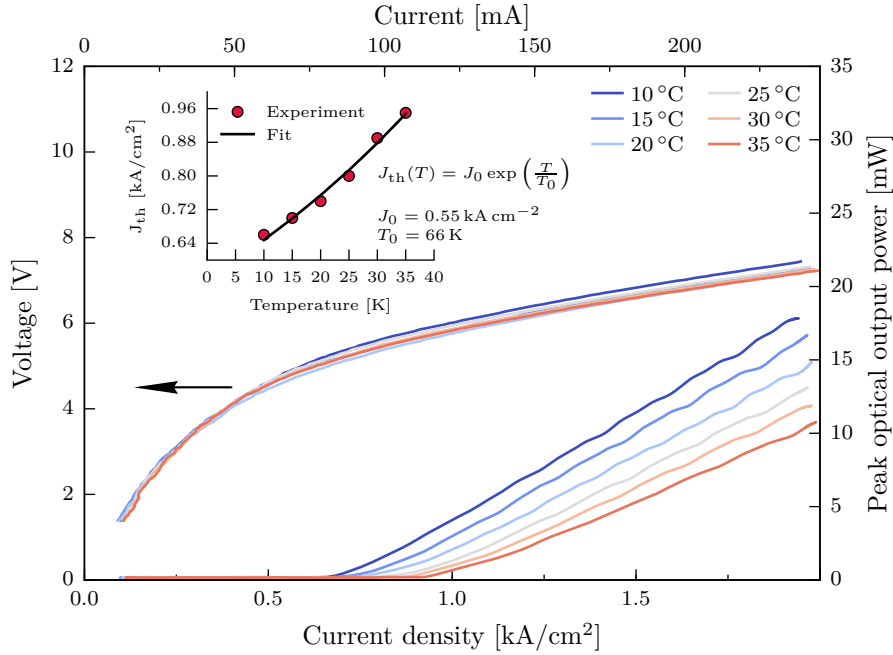 Current [mA]
0 50 100 150 200
12
10
8
6
4
2
0
Voltage [V]
35
30
25
20
15
10
5
0
Peak optical output power [mW]
10 °C
15 °C
20 °C
25 °C
30 °C
35 °C
Experiment
Fit
J_th [kA/cm²]
0.96
0.88
0.80
0.72
0.64
0 5 10 15 20 25 30 35 40
Temperature [K]
J_th(T) = J_0 exp (T/T_0)
J_0 = 0.55 kA cm⁻²
T_0 = 66 K
0.5 1.0 1.5
Current density [kA/cm²]